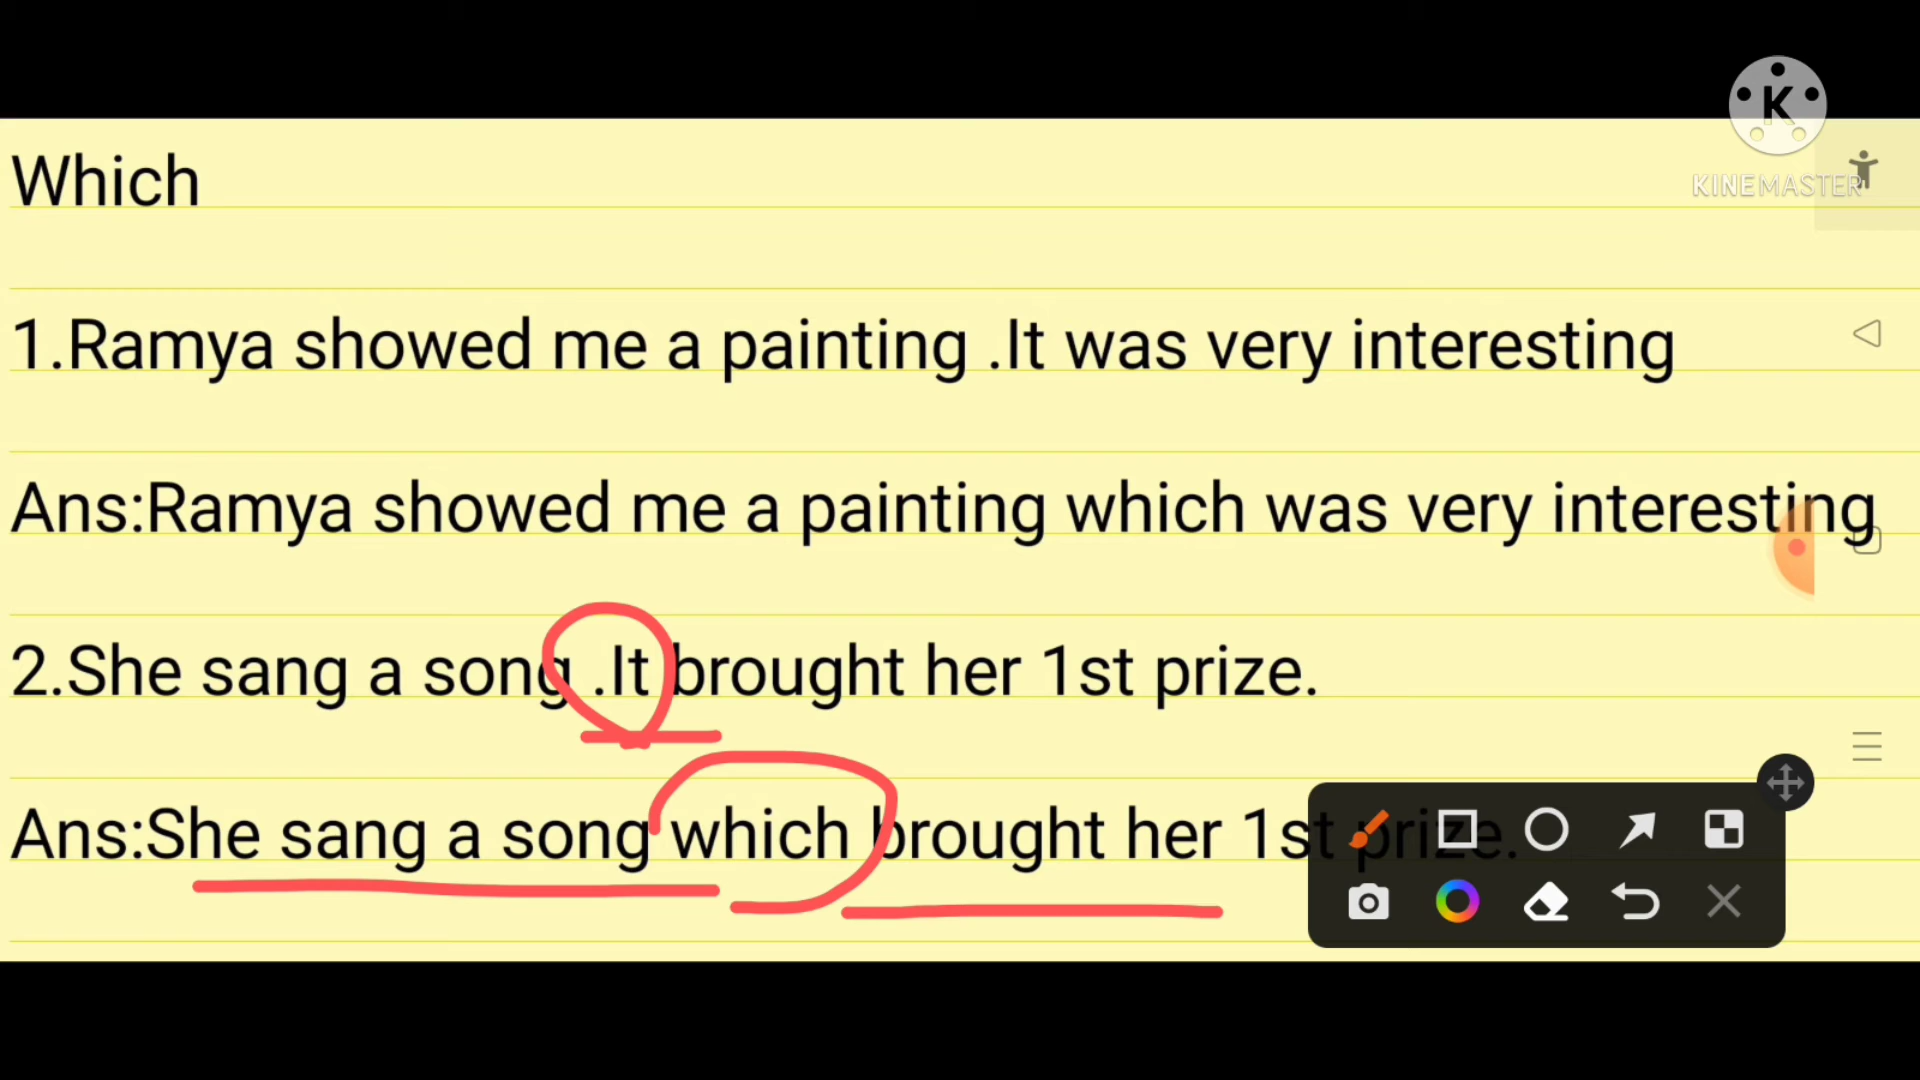 K
KINEMASTER
Which
1.Ramya showed me a painting .It was very interesting
Ans:Ramya showed me a painting which was very interesting
2.She sang a song .It brought her 1st prize.
Ans:She sang a song which brought her 1st prize.